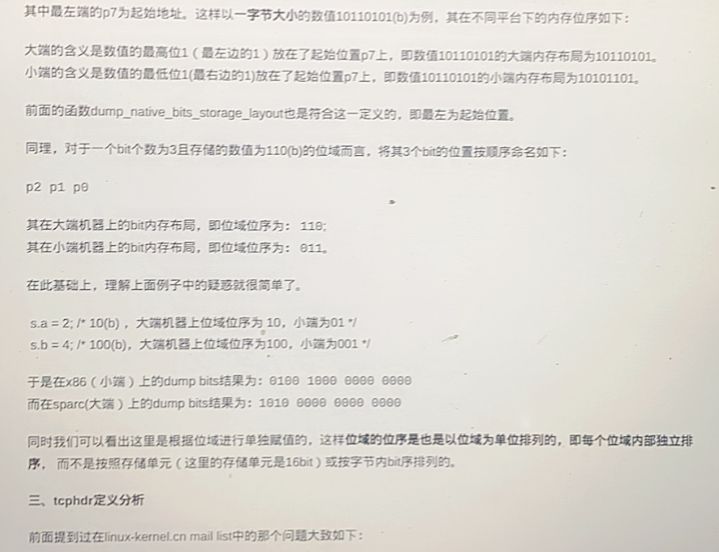 其中最左端的p7为起始地址。这样以一字节大小的数值10110101(b)为例，其在不同平台下的内存位序如下：
大端的含义是数值的最高位1（最左边的1）放在了起始位置p7上，即数值10110101的大端内存布局为10110101。
小端的含义是数值的最低位1(最右边的1)放在了起始位置p7上，即数值10110101的小端内存布局为10101101。
前面的函数dump_native_bits_storage_layout也是符合这一定义的，即最左为起始位置。
同理，对于一个bit个数为3且存储的数值为110(b)的位域而言，将其3个bit的位置按顺序命名如下：
p2 p1 p0
其在大端机器上的bit内存布局，即位域位序为： 110;
其在小端机器上的bit内存布局，即位域位序为： 011。
在此基础上，理解上面例子中的疑惑就很简单了。
s.a = 2; /* 10(b) ，大端机器上位域位序为 10，小端为01 */
s.b = 4; /* 100(b)，大端机器上位域位序为100，小端为001 */
于是在x86（小端）上的dump bits结果为：0100 1000 0000 0000
而在sparc(大端）上的dump bits结果为：1010 0000 0000 0000
同时我们可以看出这里是根据位域进行单独赋值的，这样位域的位序是也是以位域为单位排列的，即每个位域内部独立排
序， 而不是按照存储单元（这里的存储单元是16bit）或按字节内bit序排列的。
三、tcphdr定义分析
前面提到过在linux-kernel.cn mail list中的那个问题大致如下：